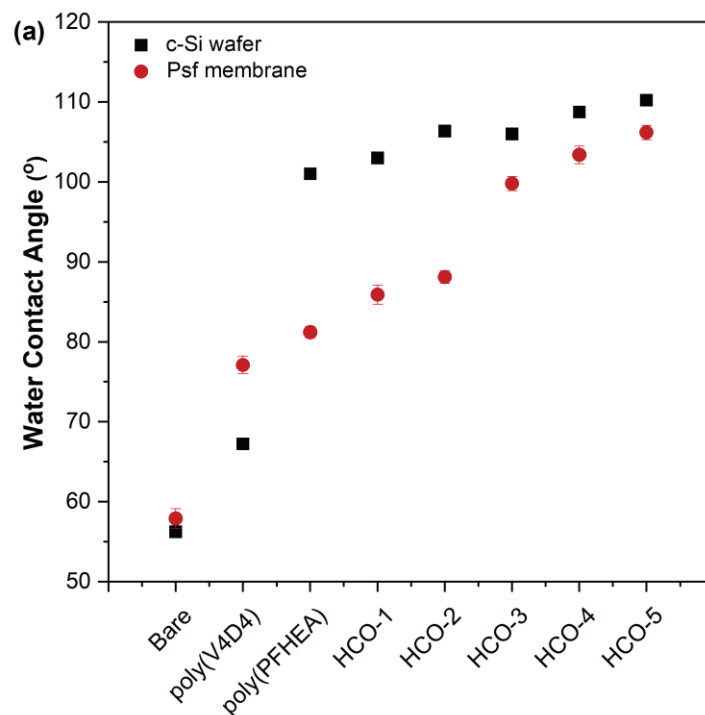 (a)
c-Si wafer
Psf membrane
Water Contact Angle (°)
120
110
100
90
80
70
60
50
Bare
poly(V4D4)
poly(PFHEA)
HCO-1
HCO-2
HCO-3
HCO-4
HCO-5